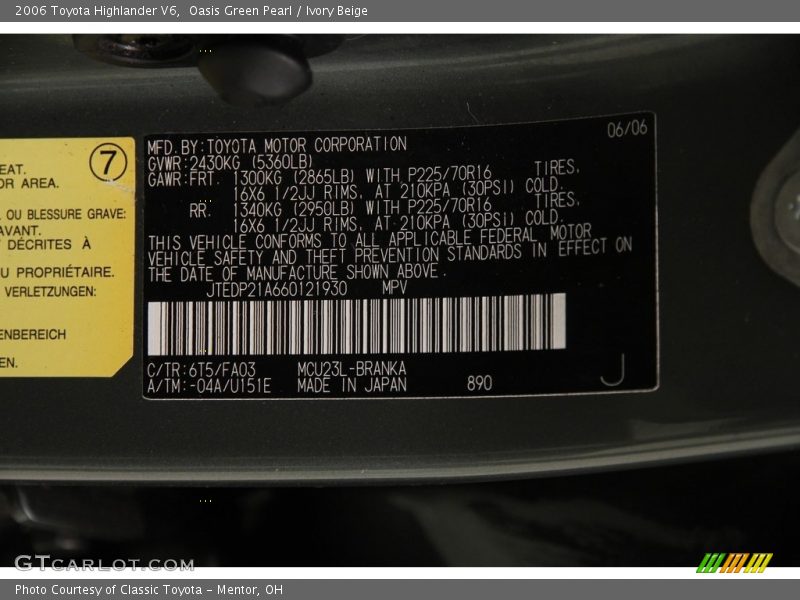 2006 Toyota Highlander V6,  Oasis Green Pearl / Ivory Beige
7
EAT.
OR AREA.
OU BLESSURE GRAVE:
AVANT.
DÉCRITES À
U PROPRIÉTAIRE.
VERLETZUNGEN:
ENBEREICH
EN.
06/06
MFD.BY:TOYOTA MOTOR CORPORATION
GVWR:2430KG (5360LB)
GAWR:FRT. 1300KG (2865LB) WITH P225/70R16 TIRES,
16X6 1/2JJ RIMS, AT 210KPA (30PSI) COLD.
RR. 1340KG (2950LB) WITH P225/70R16 TIRES,
16X6 1/2JJ RIMS, AT 210KPA (30PSI) COLD.
THIS VEHICLE CONFORMS TO ALL APPLICABLE FEDERAL MOTOR
VEHICLE SAFETY AND THEFT PREVENTION STANDARDS IN EFFECT ON
THE DATE OF MANUFACTURE SHOWN ABOVE.
JTEDP21A660121930 MPV
C/TR:6T5/FA03 MCU23L-BRANKA
A/TM:-04A/U151E MADE IN JAPAN 890
J
GTCARLOT.COM
Photo Courtesy of Classic Toyota - Mentor, OH